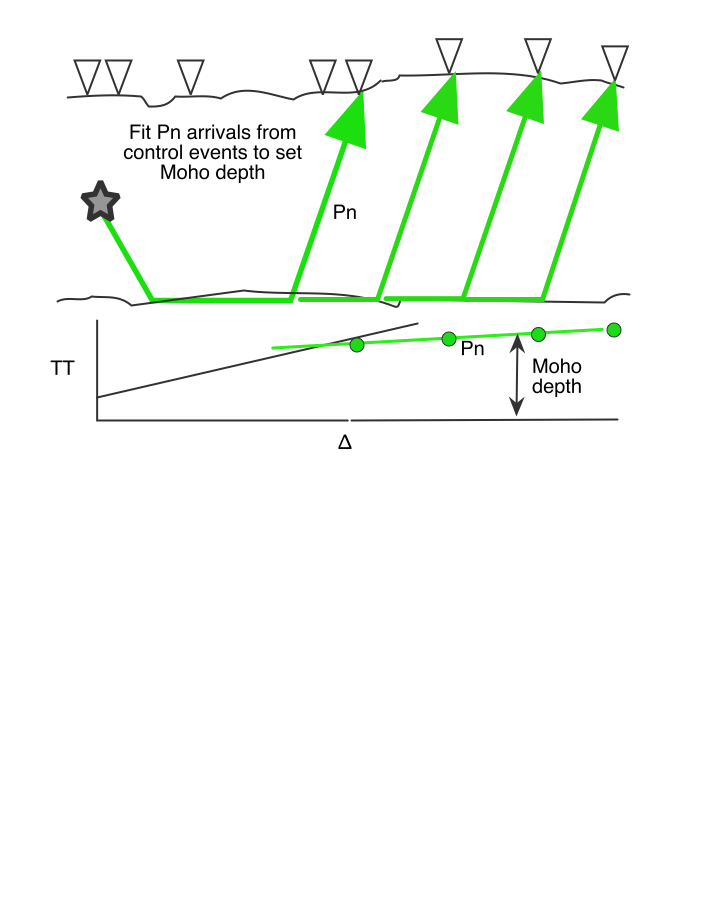 Fit Pn arrivals from
control events to set
Moho depth
Pn
TT
Pn
Moho
depth
Δ